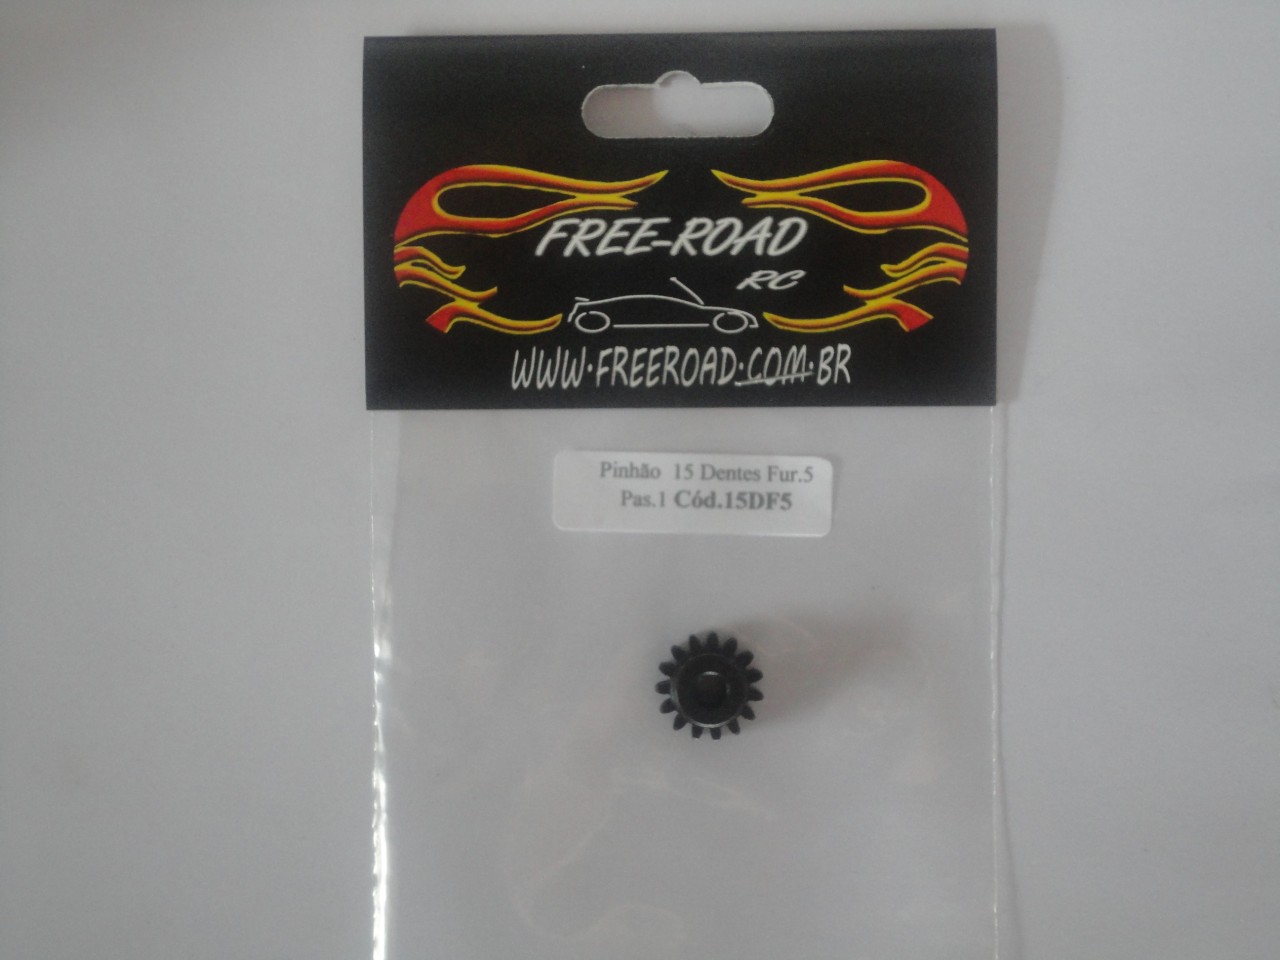 FREE-ROAD
RC
WWW.FREEROAD.COM.BR
Pinhão 15 Dentes Fur.5
Pas.1 Cód.15DF5